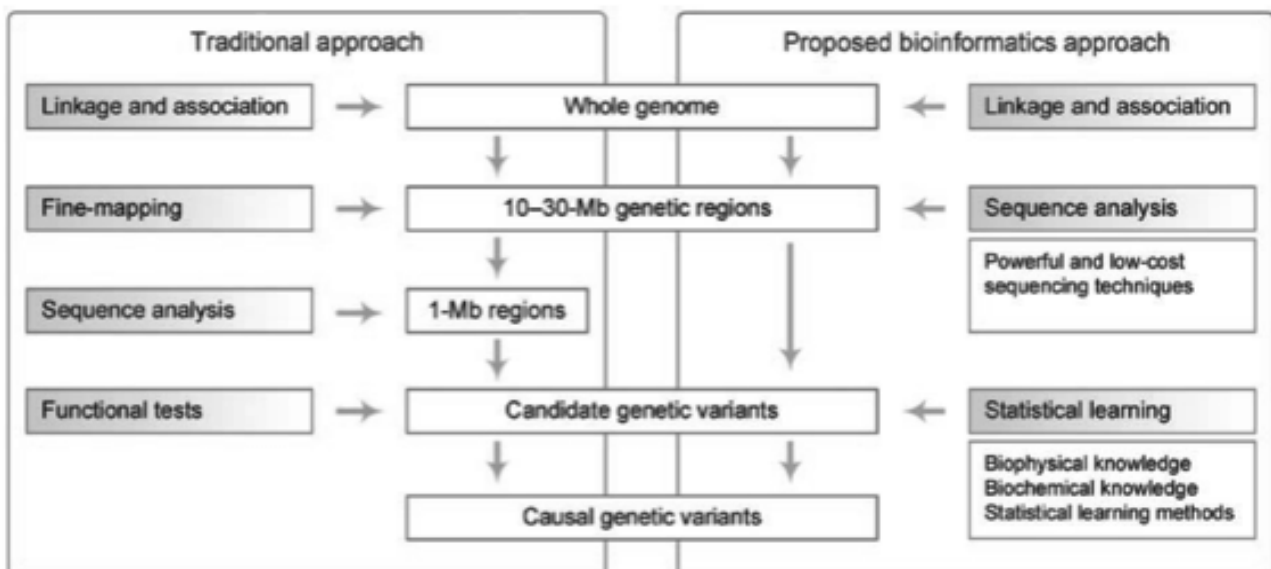 Traditional approach
Proposed bioinformatics approach
Linkage and association
Whole genome
Linkage and association
Fine-mapping
10–30-Mb genetic regions
Sequence analysis
Powerful and low-cost
sequencing techniques
Sequence analysis
1-Mb regions
Functional tests
Candidate genetic variants
Statistical learning
Biophysical knowledge
Biochemical knowledge
Statistical learning methods
Causal genetic variants